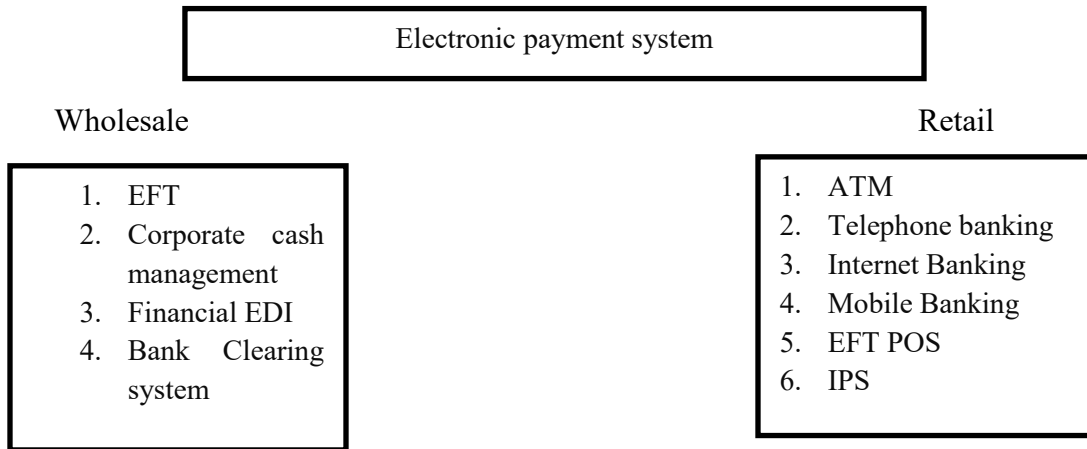 Electronic payment system
Wholesale
Retail
1. EFT
2. Corporate cash
management
3. Financial EDI
4. Bank Clearing
system
1. ATM
2. Telephone banking
3. Internet Banking
4. Mobile Banking
5. EFT POS
6. IPS